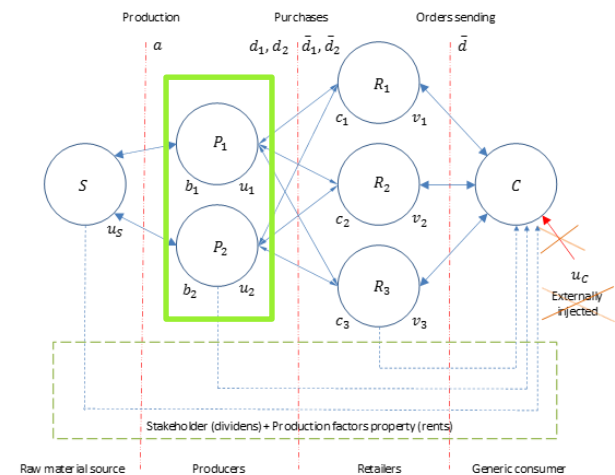 Production
Purchases
Orders sending
a
d₁, d₂
d̄₁, d̄₂
d̄
R₁
c₁
v₁
P₁
b₁
u₁
S
u_S
R₂
c₂
v₂
C
P₂
b₂
u₂
R₃
c₃
v₃
u_C
Externally
injected
Stakeholder (dividens) + Production factors property (rents)
Raw material source
Producers
Retailers
Generic consumer